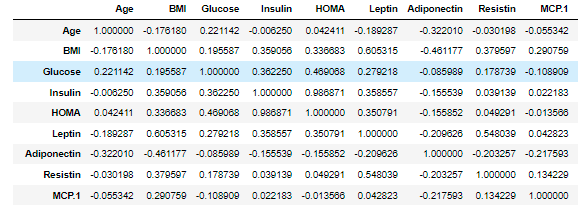 Age BMI Glucose Insulin HOMA Leptin Adiponectin Resistin MCP.1
Age 1.000000 -0.176180 0.221142 -0.006250 0.042411 -0.189287 -0.322010 -0.030198 -0.055342
BMI -0.176180 1.000000 0.195587 0.359056 0.336683 0.605315 -0.461177 0.379597 0.290759
Glucose 0.221142 0.195587 1.000000 0.362250 0.469068 0.279218 -0.085989 0.178739 -0.108909
Insulin -0.006250 0.359056 0.362250 1.000000 0.986871 0.358557 -0.155539 0.039139 0.022183
HOMA 0.042411 0.336683 0.469068 0.986871 1.000000 0.350791 -0.155852 0.049291 -0.013566
Leptin -0.189287 0.605315 0.279218 0.358557 0.350791 1.000000 -0.209626 0.548039 0.042823
Adiponectin -0.322010 -0.461177 -0.085989 -0.155539 -0.155852 -0.209626 1.000000 -0.203257 -0.217593
Resistin -0.030198 0.379597 0.178739 0.039139 0.049291 0.548039 -0.203257 1.000000 0.134229
MCP.1 -0.055342 0.290759 -0.108909 0.022183 -0.013566 0.042823 -0.217593 0.134229 1.000000